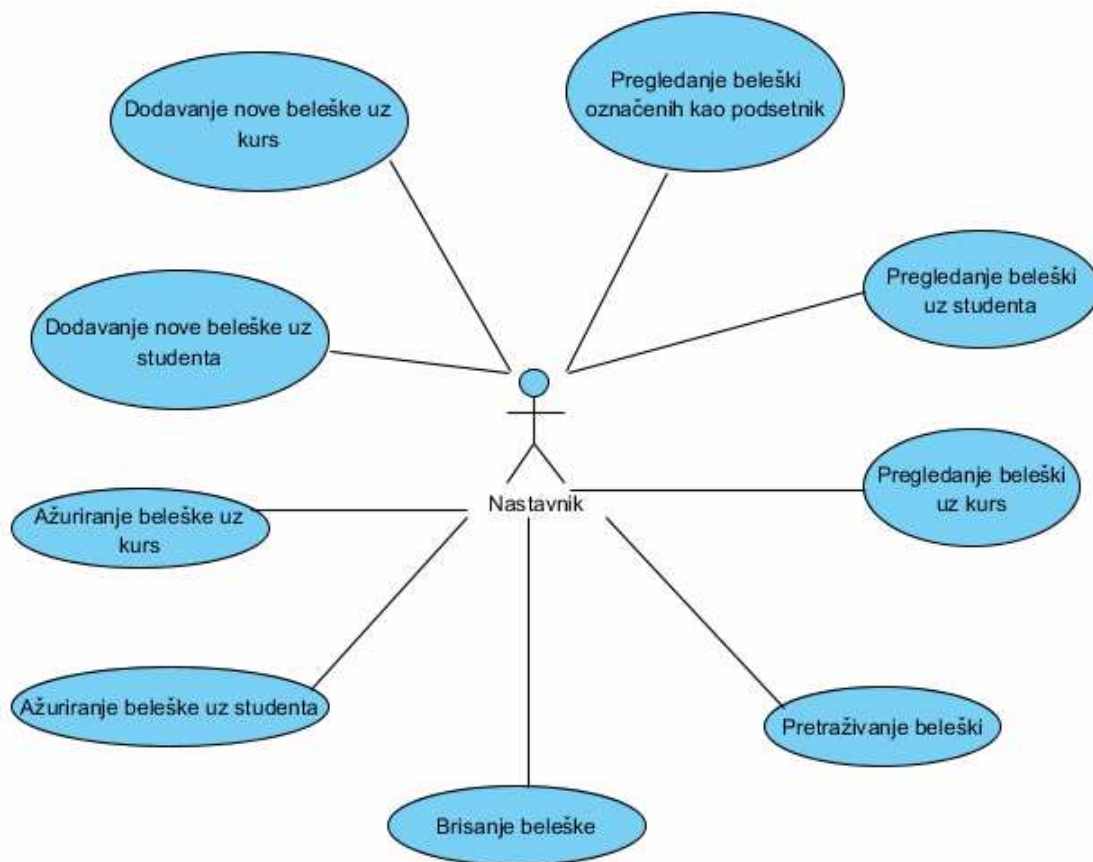 Dodavanje nove beleške uz
kurs
Pregledanje beleški
označenih kao podsetnik
Dodavanje nove beleške uz
studenta
Pregledanje beleški
uz studenta
Nastavnik
Pregledanje beleški
uz kurs
Ažuriranje beleške uz
kurs
Ažuriranje beleške uz studenta
Pretraživanje beleški
Brisanje beleške